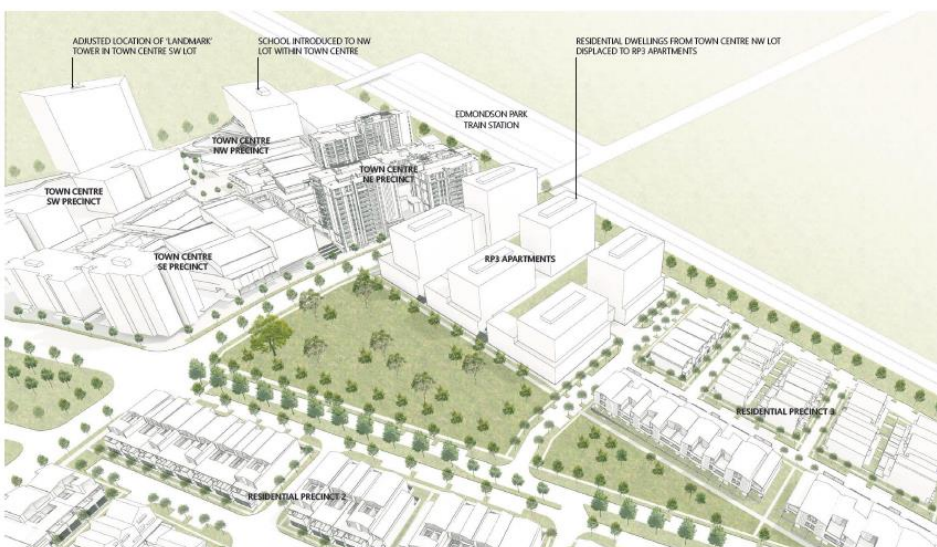 ADJUSTED LOCATION OF 'LANDMARK'
TOWER IN TOWN CENTRE SW LOT
SCHOOL INTRODUCED TO NW
LOT WITHIN TOWN CENTRE
RESIDENTIAL DWELLINGS FROM TOWN CENTRE NW LOT
DISPLACED TO RP3 APARTMENTS
EDMONDSON PARK
TRAIN STATION
TOWN CENTRE
NW PRECINCT
TOWN CENTRE
NE PRECINCT
TOWN CENTRE
SW PRECINCT
TOWN CENTRE
SE PRECINCT
RP3 APARTMENTS
RESIDENTIAL PRECINCT 3
RESIDENTIAL PRECINCT 2